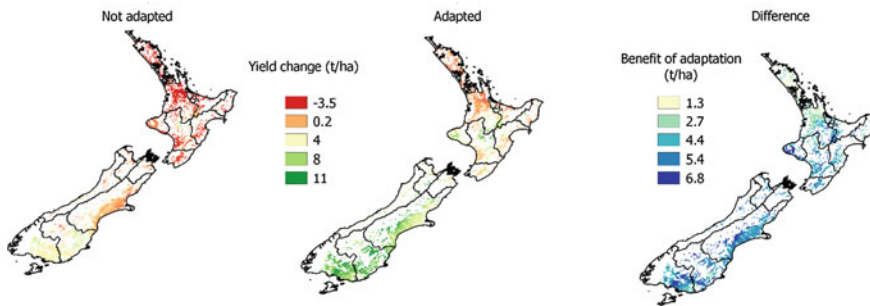 Not adapted
Adapted
Difference
Yield change (t/ha)
-3.5
0.2
4
8
11
Benefit of adaptation
(t/ha)
1.3
2.7
4.4
5.4
6.8